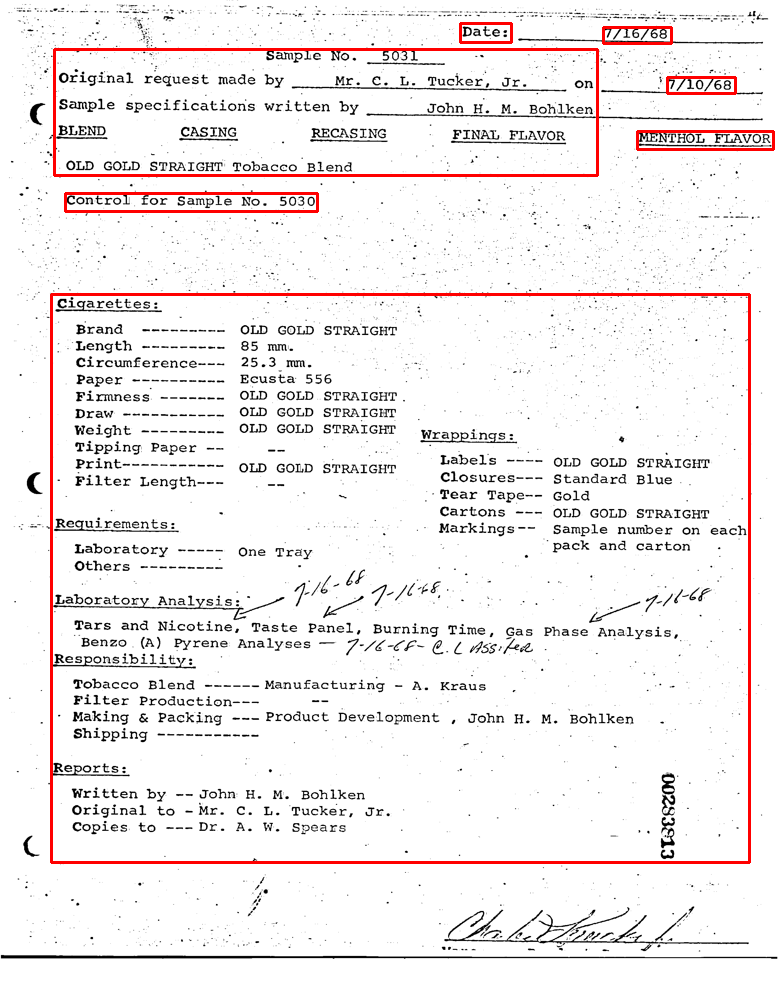 Date: 7/16/68
Sample No. 5031
Original request made by Mr. C. L. Tucker, Jr. on 7/10/68
Sample specifications written by John H. M. Bohlken
BLEND CASING RECASING FINAL FLAVOR MENTHOL FLAVOR
OLD GOLD STRAIGHT Tobacco Blend
Control for Sample No. 5030
Cigarettes:
Brand --------- OLD GOLD STRAIGHT
Length --------- 85 mm.
Circumference--- 25.3 mm.
Paper ---------- Ecusta 556
Firmness ------- OLD GOLD STRAIGHT
Draw ----------- OLD GOLD STRAIGHT
Weight --------- OLD GOLD STRAIGHT
Tipping Paper -- --
Print----------- OLD GOLD STRAIGHT
Filter Length--- --
Wrappings:
Labels ---- OLD GOLD STRAIGHT
Closures--- Standard Blue
Tear Tape-- Gold
Cartons --- OLD GOLD STRAIGHT
Markings-- Sample number on each
pack and carton
Requirements:
Laboratory ----- One Tray
Others ---------
Laboratory Analysis: 7-16-68 7-16-68 7-16-68
Tars and Nicotine, Taste Panel, Burning Time, Gas Phase Analysis,
Benzo (A) Pyrene Analyses — 7-16-68- C. L
Responsibility:
Tobacco Blend ------ Manufacturing - A. Kraus
Filter Production--- --
Making & Packing --- Product Development , John H. M. Bohlken
Shipping -----------
Reports:
Written by -- John H. M. Bohlken
Original to - Mr. C. L. Tucker, Jr.
Copies to --- Dr. A. W. Spears
00283813